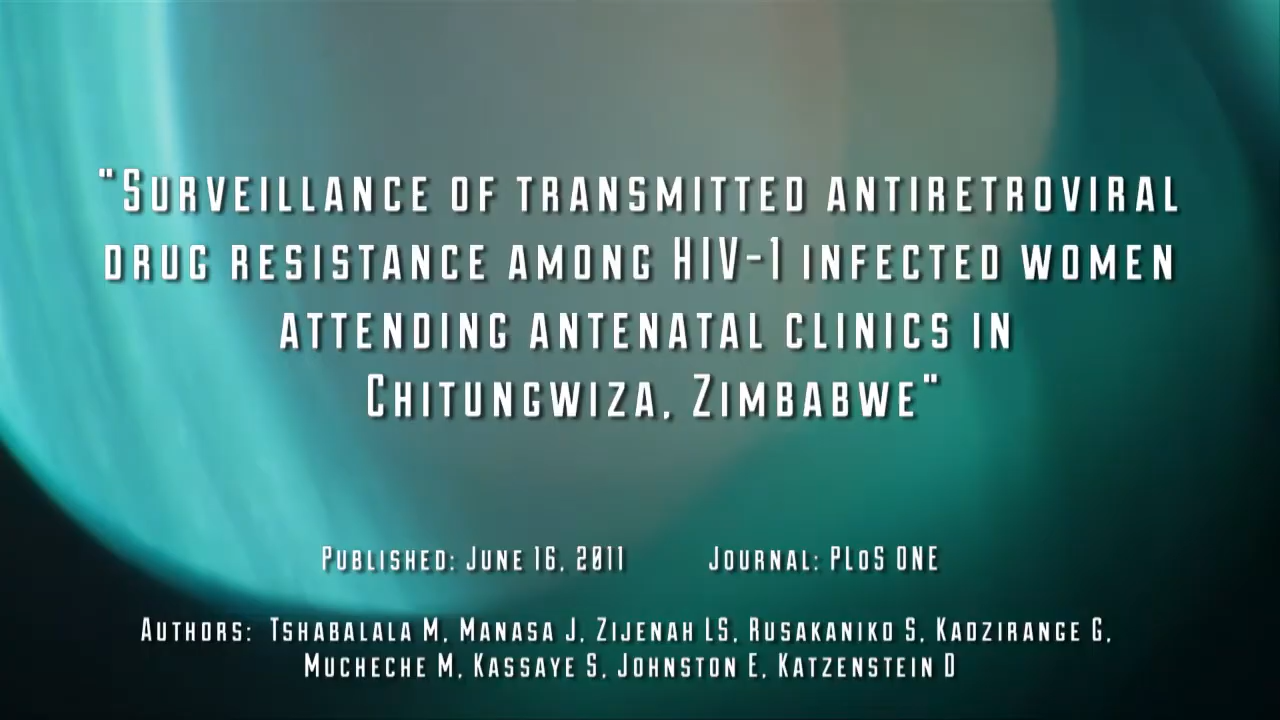 "Surveillance of transmitted antiretroviral
drug resistance among HIV-1 infected women
attending antenatal clinics in
Chitungwiza, Zimbabwe"
Published: June 16, 2011 Journal: PLoS ONE
Authors: Tshabalala M, Manasa J, Zijenah LS, Rusakaniko S, Kadzirange G,
Mucheche M, Kassaye S, Johnston E, Katzenstein D